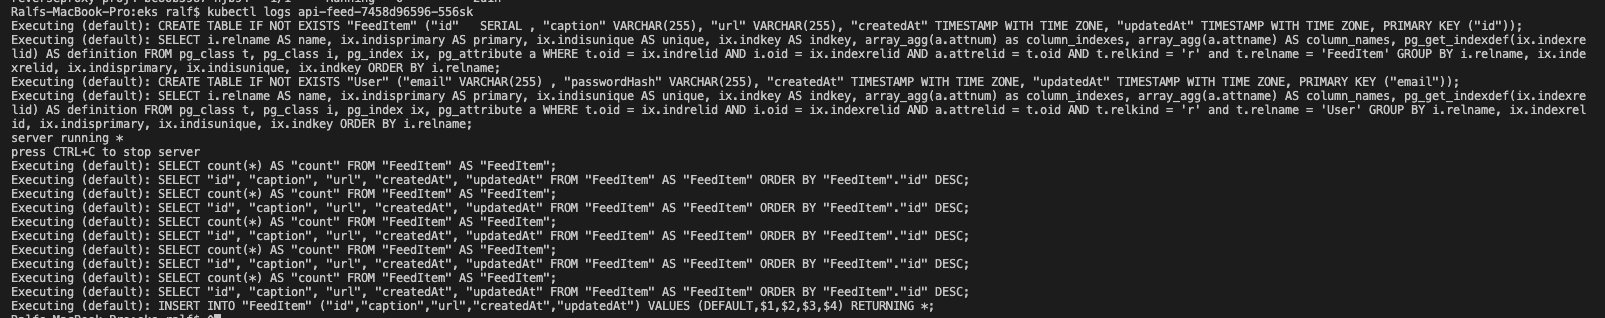 Ralfs-MacBook-Pro:eks ralf$ kubectl logs api-feed-7458d96596-556sk
Executing (default): CREATE TABLE IF NOT EXISTS "FeedItem" ("id"   SERIAL , "caption" VARCHAR(255), "url" VARCHAR(255), "createdAt" TIMESTAMP WITH TIME ZONE, "updatedAt" TIMESTAMP WITH TIME ZONE, PRIMARY KEY ("id"));
Executing (default): SELECT i.relname AS name, ix.indisprimary AS primary, ix.indisunique AS unique, ix.indkey AS indkey, array_agg(a.attnum) as column_indexes, array_agg(a.attname) AS column_names, pg_get_indexdef(ix.indexre
lid) AS definition FROM pg_class t, pg_class i, pg_index ix, pg_attribute a WHERE t.oid = ix.indrelid AND i.oid = ix.indexrelid AND a.attrelid = t.oid AND t.relkind = 'r' and t.relname = 'FeedItem' GROUP BY i.relname, ix.inde
xrelid, ix.indisprimary, ix.indisunique, ix.indkey ORDER BY i.relname;
Executing (default): CREATE TABLE IF NOT EXISTS "User" ("email" VARCHAR(255) , "passwordHash" VARCHAR(255), "createdAt" TIMESTAMP WITH TIME ZONE, "updatedAt" TIMESTAMP WITH TIME ZONE, PRIMARY KEY ("email"));
Executing (default): SELECT i.relname AS name, ix.indisprimary AS primary, ix.indisunique AS unique, ix.indkey AS indkey, array_agg(a.attnum) as column_indexes, array_agg(a.attname) AS column_names, pg_get_indexdef(ix.indexre
lid) AS definition FROM pg_class t, pg_class i, pg_index ix, pg_attribute a WHERE t.oid = ix.indrelid AND i.oid = ix.indexrelid AND a.attrelid = t.oid AND t.relkind = 'r' and t.relname = 'User' GROUP BY i.relname, ix.indexrel
id, ix.indisprimary, ix.indisunique, ix.indkey ORDER BY i.relname;
server running *
press CTRL+C to stop server
Executing (default): SELECT count(*) AS "count" FROM "FeedItem" AS "FeedItem";
Executing (default): SELECT "id", "caption", "url", "createdAt", "updatedAt" FROM "FeedItem" AS "FeedItem" ORDER BY "FeedItem"."id" DESC;
Executing (default): SELECT count(*) AS "count" FROM "FeedItem" AS "FeedItem";
Executing (default): SELECT "id", "caption", "url", "createdAt", "updatedAt" FROM "FeedItem" AS "FeedItem" ORDER BY "FeedItem"."id" DESC;
Executing (default): SELECT count(*) AS "count" FROM "FeedItem" AS "FeedItem";
Executing (default): SELECT "id", "caption", "url", "createdAt", "updatedAt" FROM "FeedItem" AS "FeedItem" ORDER BY "FeedItem"."id" DESC;
Executing (default): SELECT count(*) AS "count" FROM "FeedItem" AS "FeedItem";
Executing (default): SELECT "id", "caption", "url", "createdAt", "updatedAt" FROM "FeedItem" AS "FeedItem" ORDER BY "FeedItem"."id" DESC;
Executing (default): SELECT count(*) AS "count" FROM "FeedItem" AS "FeedItem";
Executing (default): SELECT "id", "caption", "url", "createdAt", "updatedAt" FROM "FeedItem" AS "FeedItem" ORDER BY "FeedItem"."id" DESC;
Executing (default): INSERT INTO "FeedItem" ("id","caption","url","createdAt","updatedAt") VALUES (DEFAULT,$1,$2,$3,$4) RETURNING *;
Ralfs-MacBook-Pro:eks ralf$